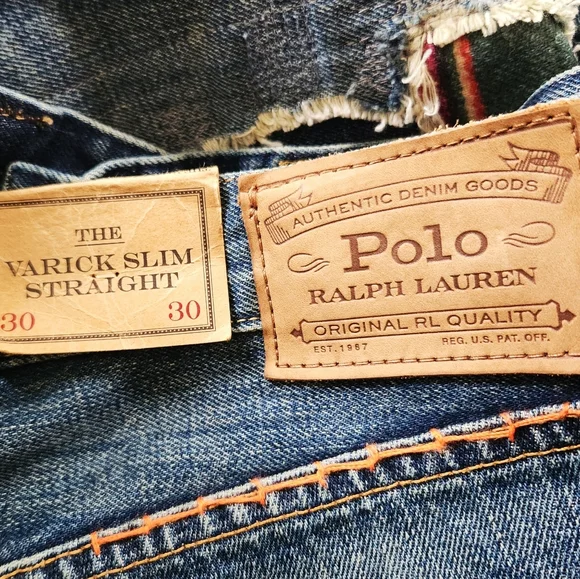 THE
VARICK SLIM
STRAIGHT
30 30
AUTHENTIC DENIM GOODS
Polo
RALPH LAUREN
ORIGINAL RL QUALITY
EST. 1967 REG. U.S. PAT. OFF.